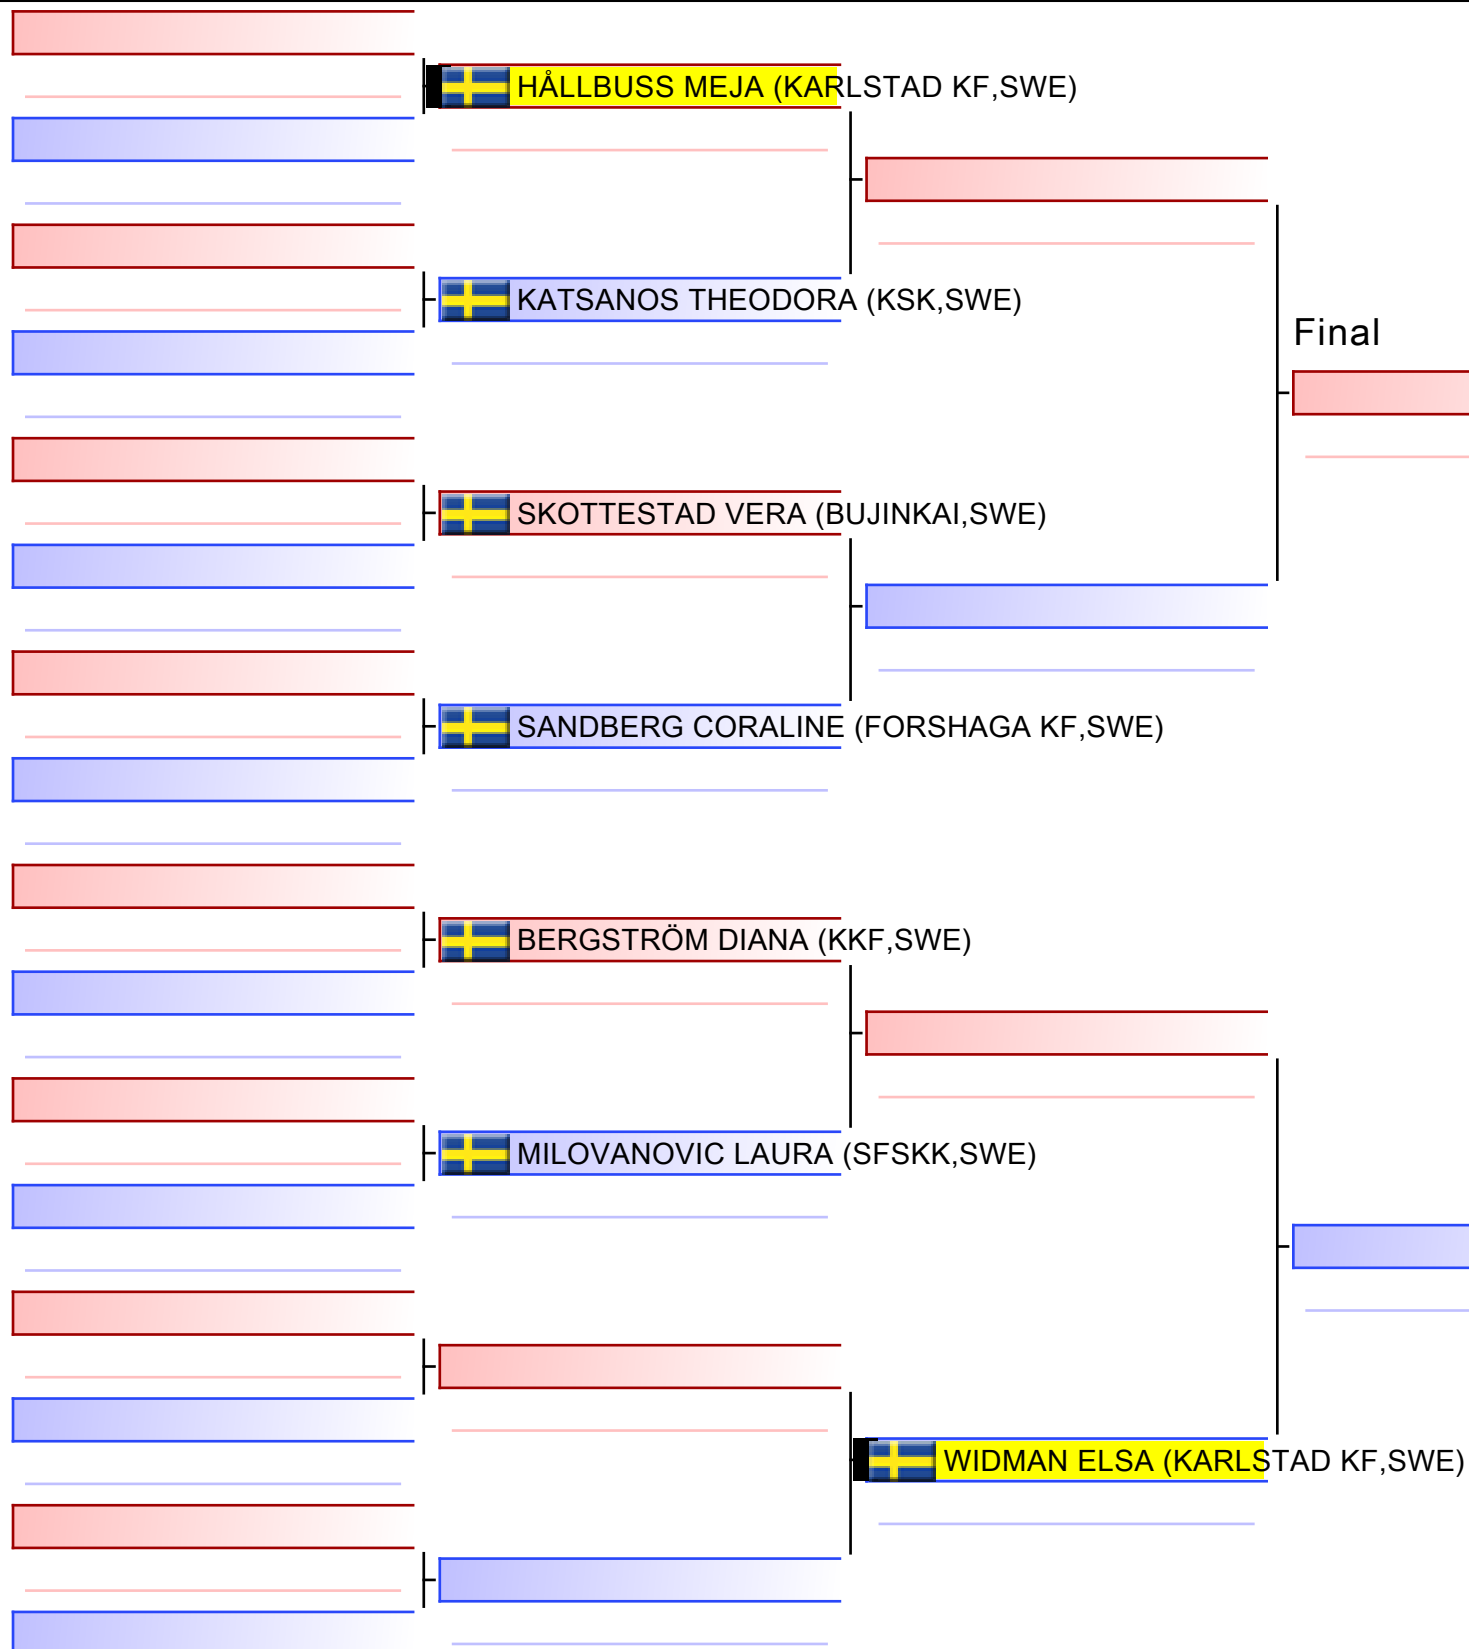 HÅLLBUSS MEJA (KARLSTAD KF,SWE)
KATSANOS THEODORA (KSK,SWE)
Final
SKOTTESTAD VERA (BUJINKAI,SWE)
SANDBERG CORALINE (FORSHAGA KF,SWE)
BERGSTRÖM DIANA (KKF,SWE)
MILOVANOVIC LAURA (SFSKK,SWE)
WIDMAN ELSA (KARLSTAD KF,SWE)